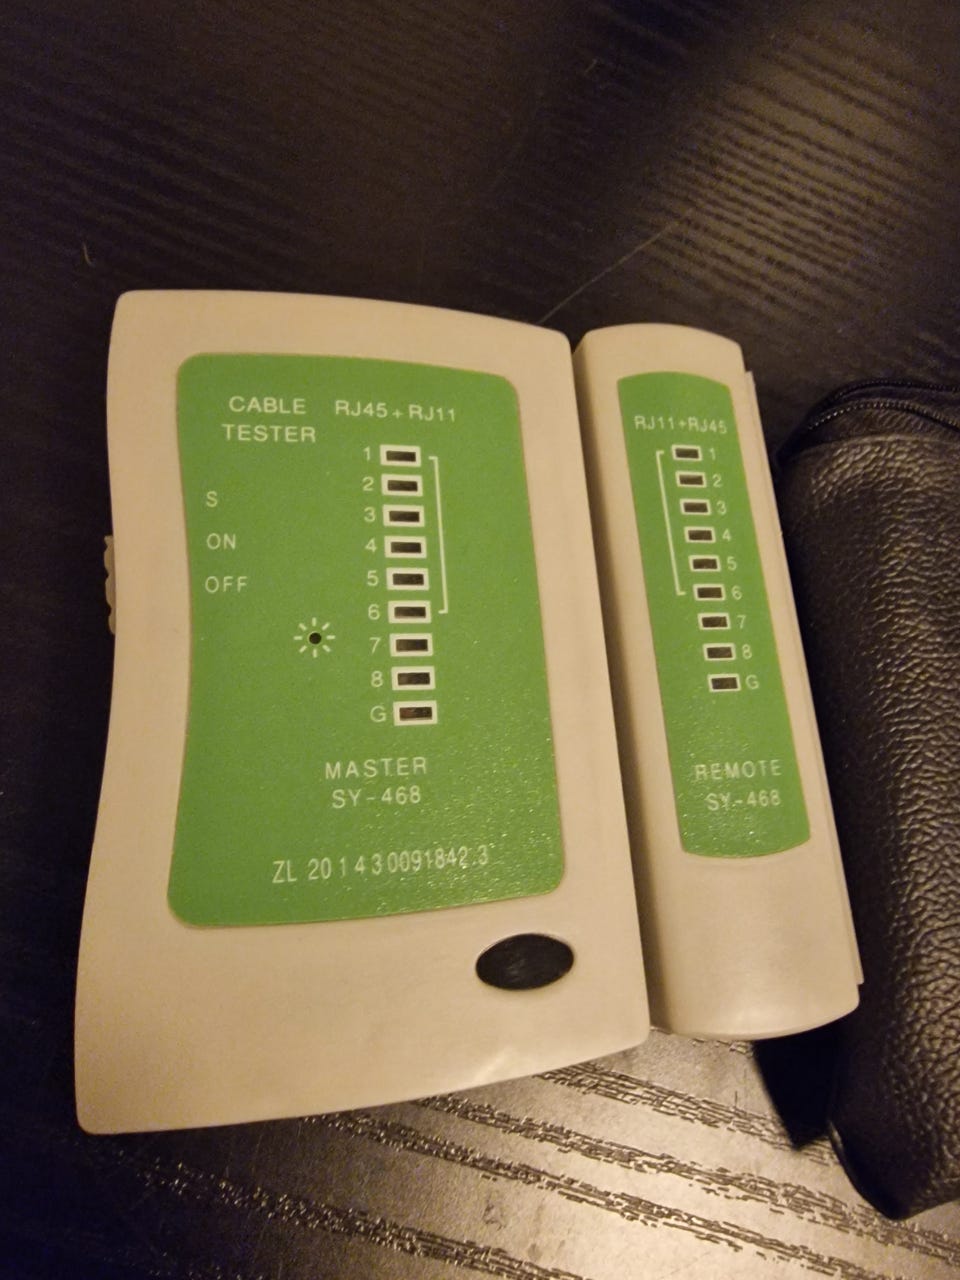 CABLE RJ45+RJ11
TESTER
1
2
S
3
ON
4
5
OFF
6
7
8
G
MASTER
SY-468
ZL 201430091842.3
RJ11+RJ45
1
2
3
4
5
6
7
8
G
REMOTE
SY-468